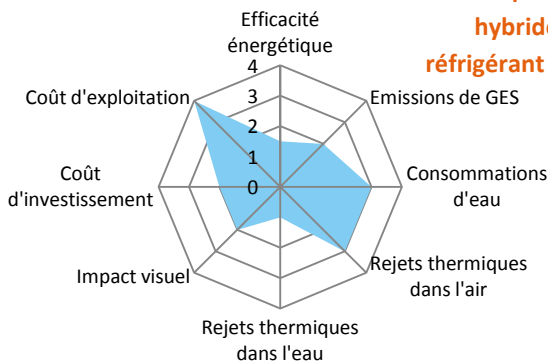 hybride
réfrigérant
Efficacité
énergétique
4
3
2
1
0
Coût d'exploitation
Emissions de GES
Coût
d'investissement
Consommations
d'eau
Impact visuel
Rejets thermiques
dans l'air
Rejets thermiques
dans l'eau